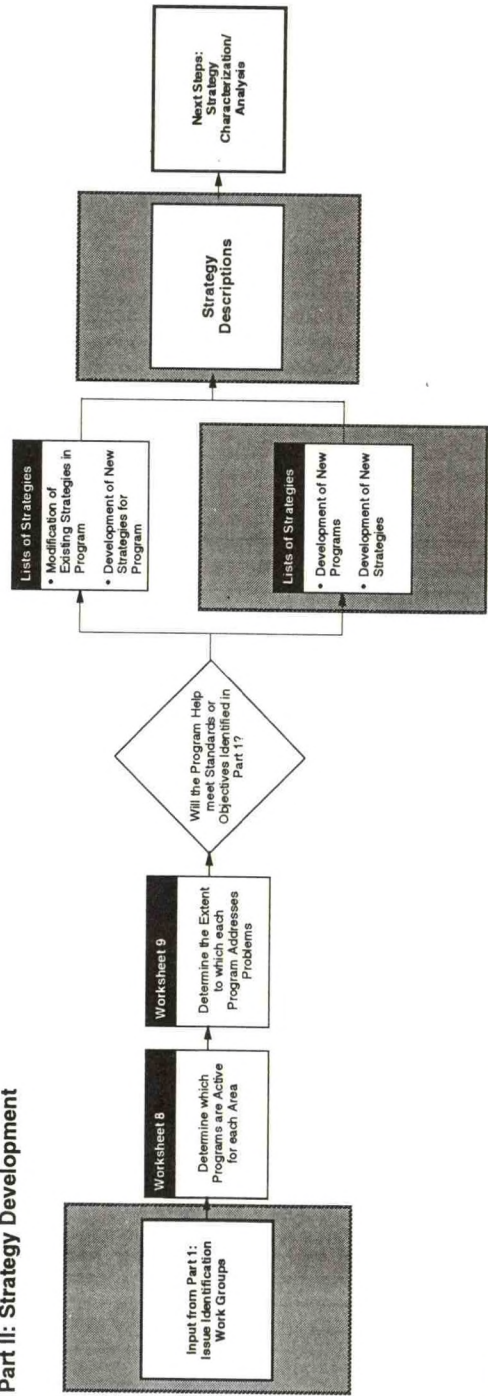 Part II: Strategy Development
Input from Part 1:
Issue Identification
Work Groups
Worksheet 8
Determine which
Programs are Active
for each Area
Worksheet 9
Determine the Extent
to which each
Program Addresses
Problems
Will the Program Help
meet Standards or
Objectives Identified in
Part 1?
Lists of Strategies
• Modification of
Existing Strategies in
Program
• Development of New
Strategies for
Program
Lists of Strategies
• Development of New
Programs
• Development of New
Strategies
Strategy
Descriptions
Next Steps:
Strategy
Characterization/
Analysis